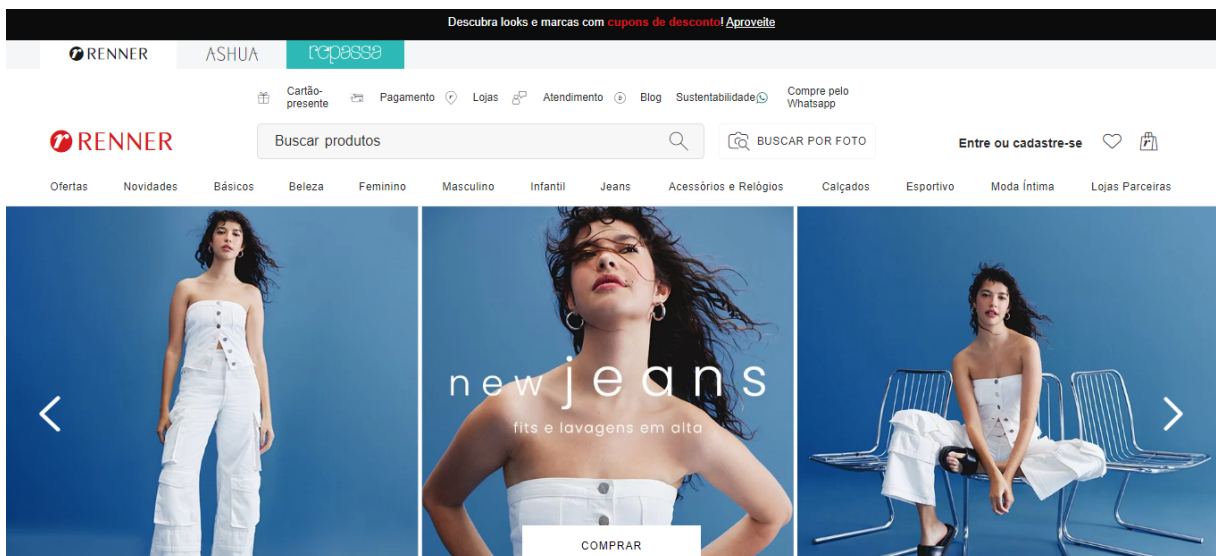 Descubra looks e marcas com cupons de desconto! Aproveite
RENNER ASHUA repassa
Cartão-presente Pagamento Lojas Atendimento Blog Sustentabilidade Compre pelo Whatsapp
RENNER Buscar produtos BUSCAR POR FOTO Entre ou cadastre-se
Ofertas Novidades Básicos Beleza Feminino Masculino Infantil Jeans Acessórios e Relógios Calçados Esportivo Moda Íntima Lojas Parceiras
new jeans
fits e lavagens em alta
COMPRAR